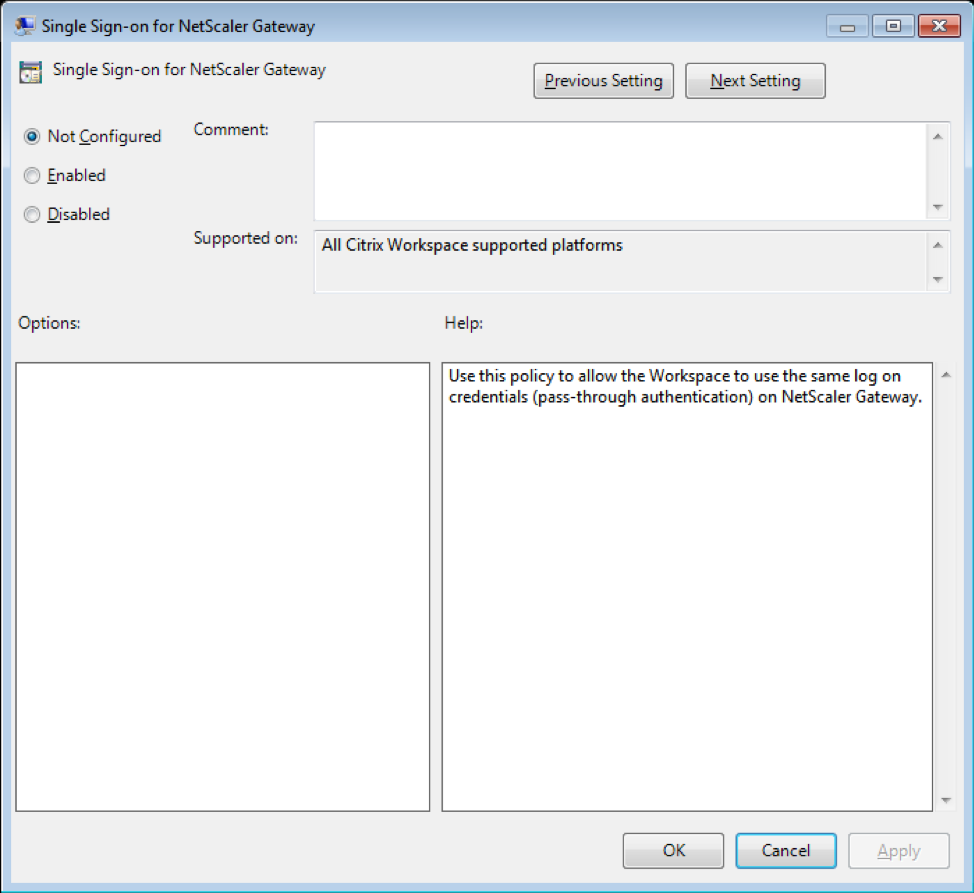 Single Sign-on for NetScaler Gateway
Single Sign-on for NetScaler Gateway
Previous Setting
Next Setting
Not Configured
Comment:
Enabled
Disabled
Supported on:
All Citrix Workspace supported platforms
Options:
Help:
Use this policy to allow the Workspace to use the same log on
credentials (pass-through authentication) on NetScaler Gateway.
OK
Cancel
Apply